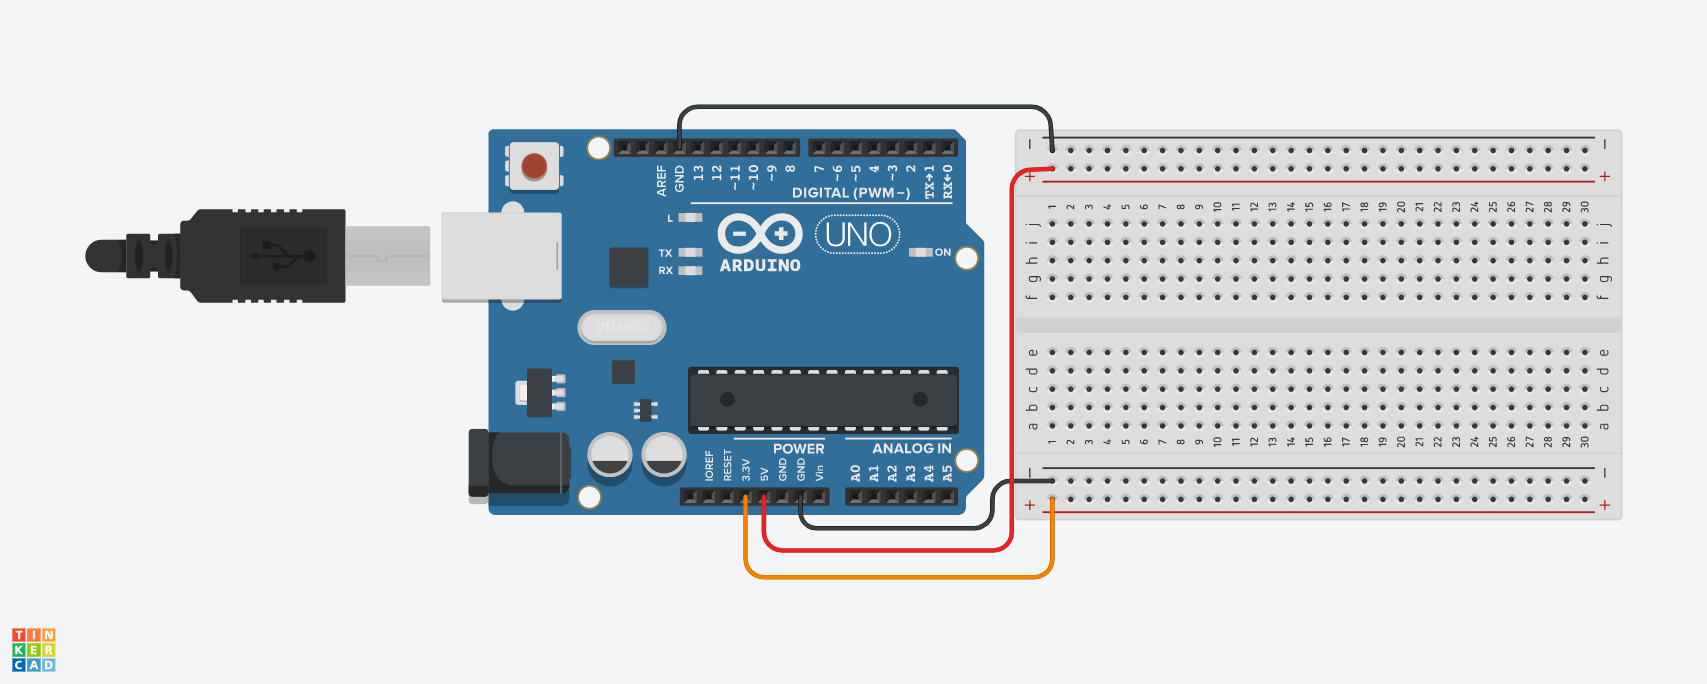 AREF
GND
13
12
~11
~10
~9
8
7
~6
~5
4
~3
2
TX→1
RX←0
DIGITAL (PWM~)
L
TX
RX
UNO
ON
ARDUINO
SPK16.000G
POWER
ANALOG IN
IOREF
RESET
3.3V
5V
GND
GND
Vin
A0
A1
A2
A3
A4
A5
− −
+ +
1 2 3 4 5 6 7 8 9 10 11 12 13 14 15 16 17 18 19 20 21 22 23 24 25 26 27 28 29 30
j j
i i
h h
g g
f f
e e
d d
c c
b b
a a
1 2 3 4 5 6 7 8 9 10 11 12 13 14 15 16 17 18 19 20 21 22 23 24 25 26 27 28 29 30
− −
+ +
TIN
KER
CAD